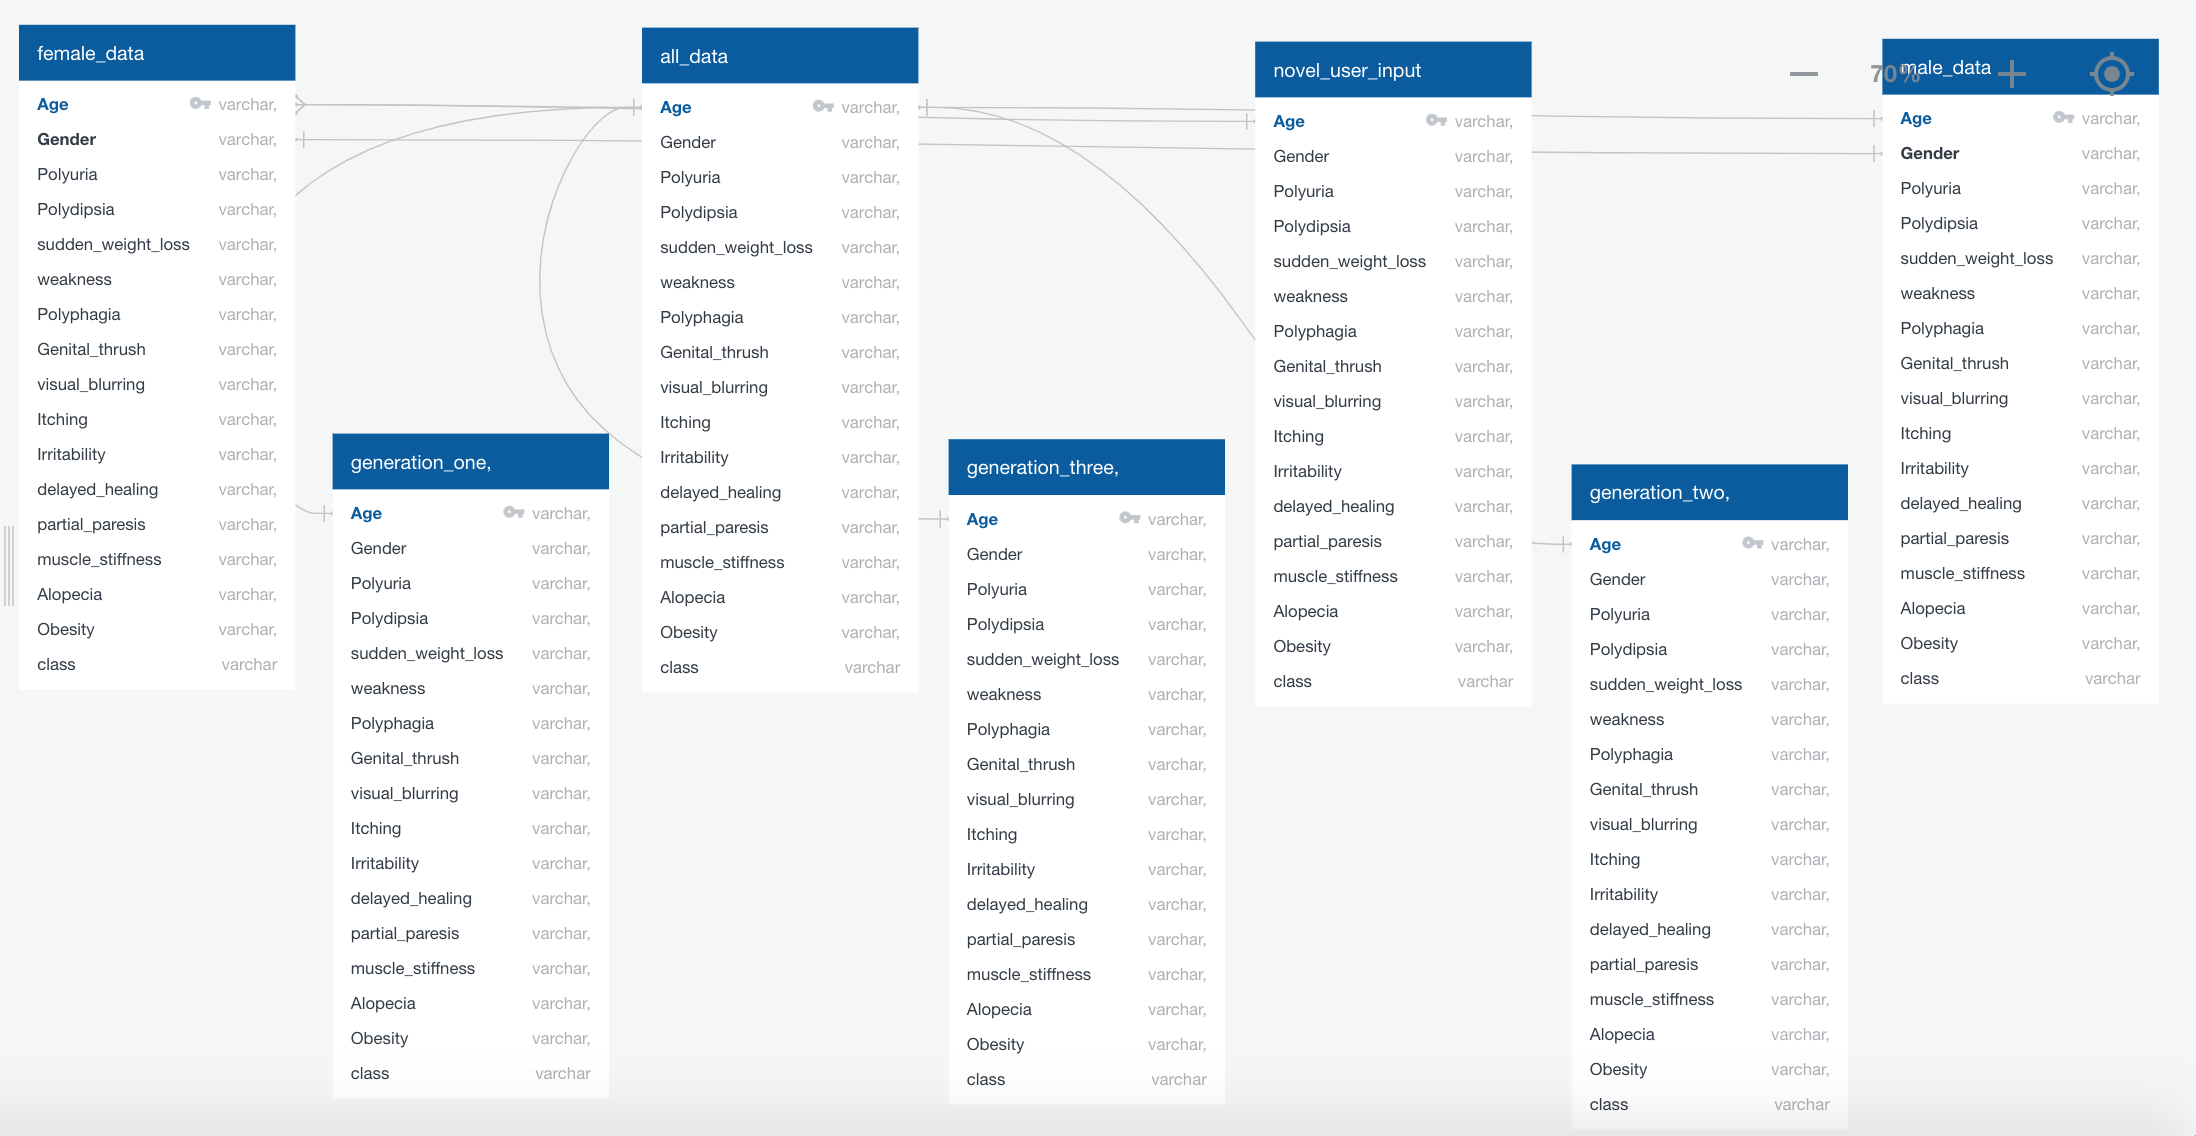 female_data
Age varchar,
Gender varchar,
Polyuria varchar,
Polydipsia varchar,
sudden_weight_loss varchar,
weakness varchar,
Polyphagia varchar,
Genital_thrush varchar,
visual_blurring varchar,
Itching varchar,
Irritability varchar,
delayed_healing varchar,
partial_paresis varchar,
muscle_stiffness varchar,
Alopecia varchar,
Obesity varchar,
class varchar
generation_one,
Age varchar,
Gender varchar,
Polyuria varchar,
Polydipsia varchar,
sudden_weight_loss varchar,
weakness varchar,
Polyphagia varchar,
Genital_thrush varchar,
visual_blurring varchar,
Itching varchar,
Irritability varchar,
delayed_healing varchar,
partial_paresis varchar,
muscle_stiffness varchar,
Alopecia varchar,
Obesity varchar,
class varchar
all_data
Age varchar,
Gender varchar,
Polyuria varchar,
Polydipsia varchar,
sudden_weight_loss varchar,
weakness varchar,
Polyphagia varchar,
Genital_thrush varchar,
visual_blurring varchar,
Itching varchar,
Irritability varchar,
delayed_healing varchar,
partial_paresis varchar,
muscle_stiffness varchar,
Alopecia varchar,
Obesity varchar,
class varchar
generation_three,
Age varchar,
Gender varchar,
Polyuria varchar,
Polydipsia varchar,
sudden_weight_loss varchar,
weakness varchar,
Polyphagia varchar,
Genital_thrush varchar,
visual_blurring varchar,
Itching varchar,
Irritability varchar,
delayed_healing varchar,
partial_paresis varchar,
muscle_stiffness varchar,
Alopecia varchar,
Obesity varchar,
class varchar
novel_user_input
Age varchar,
Gender varchar,
Polyuria varchar,
Polydipsia varchar,
sudden_weight_loss varchar,
weakness varchar,
Polyphagia varchar,
Genital_thrush varchar,
visual_blurring varchar,
Itching varchar,
Irritability varchar,
delayed_healing varchar,
partial_paresis varchar,
muscle_stiffness varchar,
Alopecia varchar,
Obesity varchar,
class varchar
generation_two,
Age varchar,
Gender varchar,
Polyuria varchar,
Polydipsia varchar,
sudden_weight_loss varchar,
weakness varchar,
Polyphagia varchar,
Genital_thrush varchar,
visual_blurring varchar,
Itching varchar,
Irritability varchar,
delayed_healing varchar,
partial_paresis varchar,
muscle_stiffness varchar,
Alopecia varchar,
Obesity varchar,
class varchar
70%
male_data
Age varchar,
Gender varchar,
Polyuria varchar,
Polydipsia varchar,
sudden_weight_loss varchar,
weakness varchar,
Polyphagia varchar,
Genital_thrush varchar,
visual_blurring varchar,
Itching varchar,
Irritability varchar,
delayed_healing varchar,
partial_paresis varchar,
muscle_stiffness varchar,
Alopecia varchar,
Obesity varchar,
class varchar